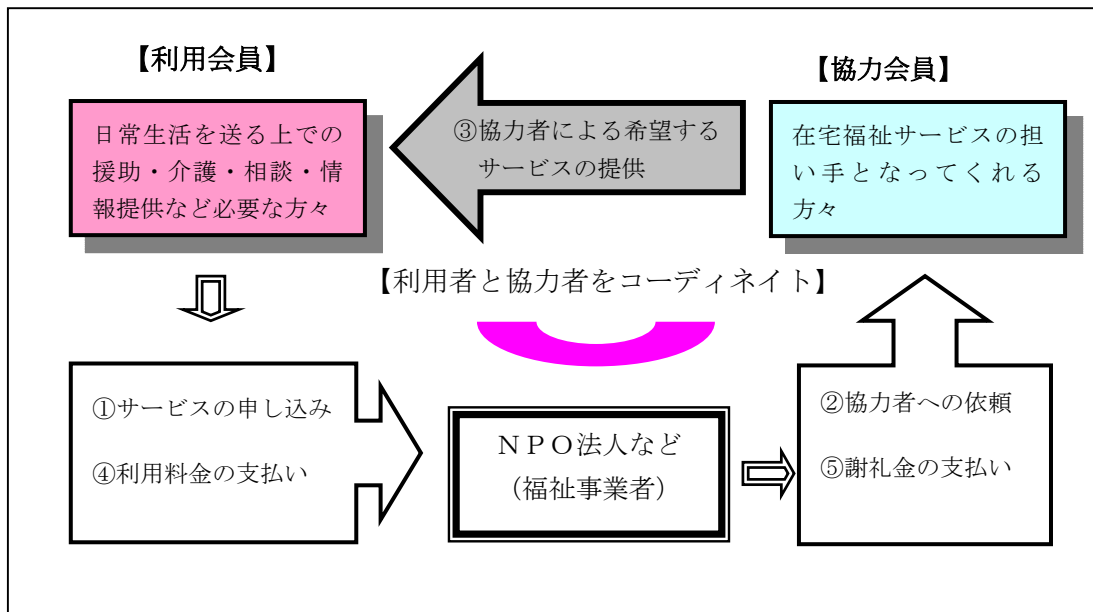 【利用会員】
【協力会員】
日常生活を送る上での
援助・介護・相談・情
報提供など必要な方々
③協力者による希望する
サービスの提供
在宅福祉サービスの担
い手となってくれる
方々
【利用者と協力者をコーディネイト】
①サービスの申し込み
④利用料金の支払い
ＮＰＯ法人など
（福祉事業者）
②協力者への依頼
⑤謝礼金の支払い